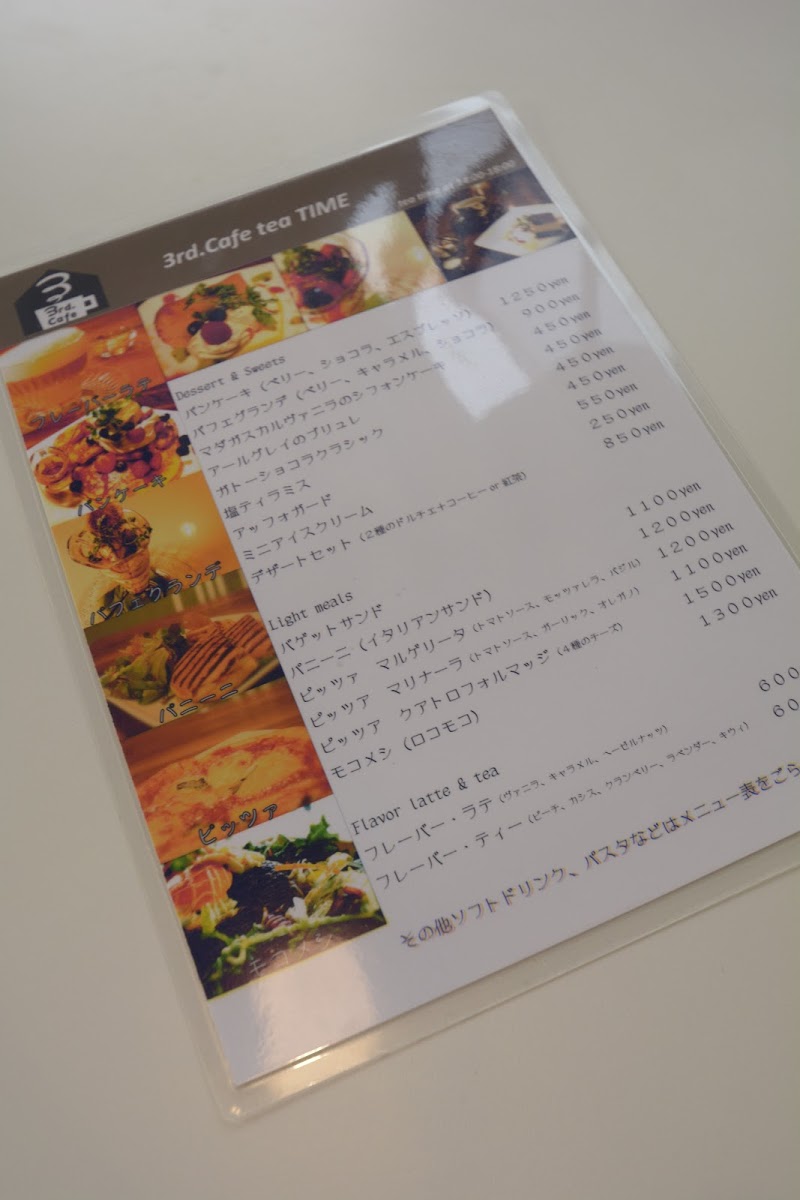 3rd.Cafe tea TIME
3
3rd.
Cafe
フレーバーラテ
パンケーキ
パフェグランデ
パニーニ
ピッツァ
モコメシ
Dessert & Sweets
パンケーキ（ベリー、ショコラ、エスプレッソ） 1250yen
パフェグランデ（ベリー、キャラメル、ショコラ） 900yen
マダガスカルヴァニラのシフォンケーキ 450yen
アールグレイのブリュレ 450yen
ガトーショコラクラシック 450yen
塩ティラミス 450yen
アッフォガード 550yen
ミニアイスクリーム 250yen
デザートセット（２種のドルチェ＋コーヒー or 紅茶） 850yen
Light meals
バゲットサンド 1100yen
パニーニ（イタリアンサンド） 1200yen
ピッツァ　マルゲリータ（トマトソース、モッツァレラ、バジル） 1200yen
ピッツァ　マリナーラ（トマトソース、ガーリック、オレガノ） 1100yen
ピッツァ　クアトロフォルマッジ（４種のチーズ） 1500yen
モコメシ（ロコモコ） 1300yen
Flavor latte & tea
フレーバー・ラテ（ヴァニラ、キャラメル、ヘーゼルナッツ） 600
フレーバー・ティー（ピーチ、カシス、クランベリー、ラベンダー、キウィ） 60
その他ソフトドリンク、パスタなどはメニュー表をごら